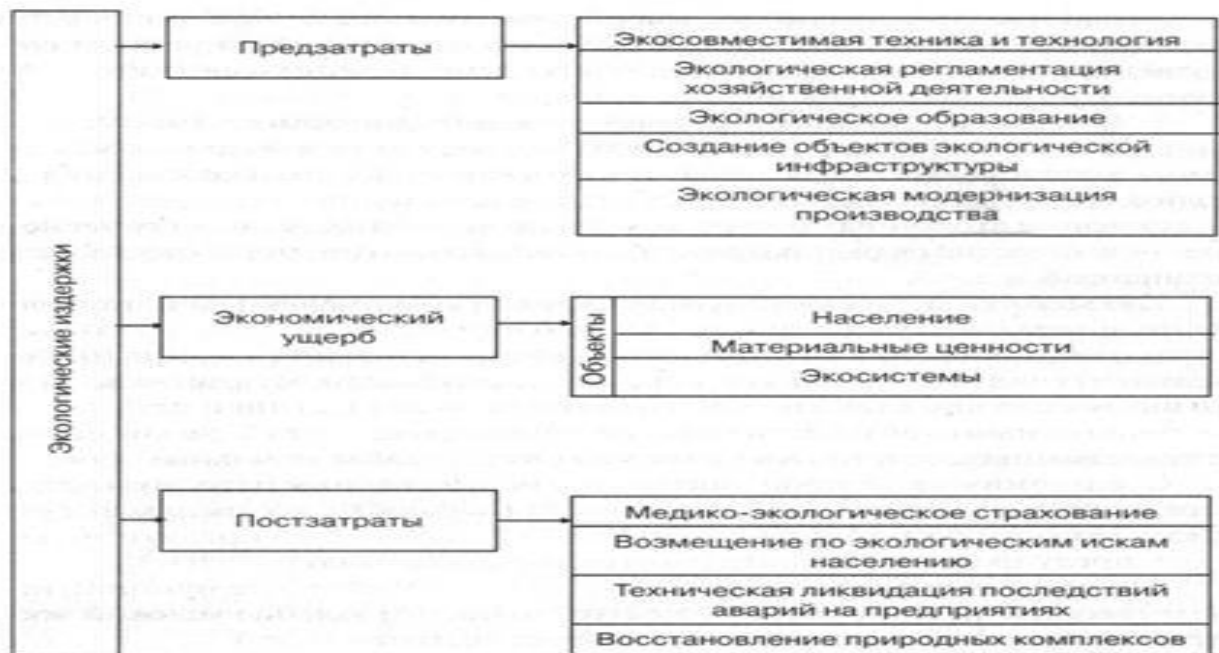 Экологические издержки
Предзатраты
Экосовместимая техника и технология
Экологическая регламентация
хозяйственной деятельности
Экологическое образование
Создание объектов экологической
инфраструктуры
Экологическая модернизация
производства
Экономический
ущерб
Объекты
Население
Материальные ценности
Экосистемы
Постзатраты
Медико-экологическое страхование
Возмещение по экологическим искам
населению
Техническая ликвидация последствий
аварий на предприятиях
Восстановление природных комплексов